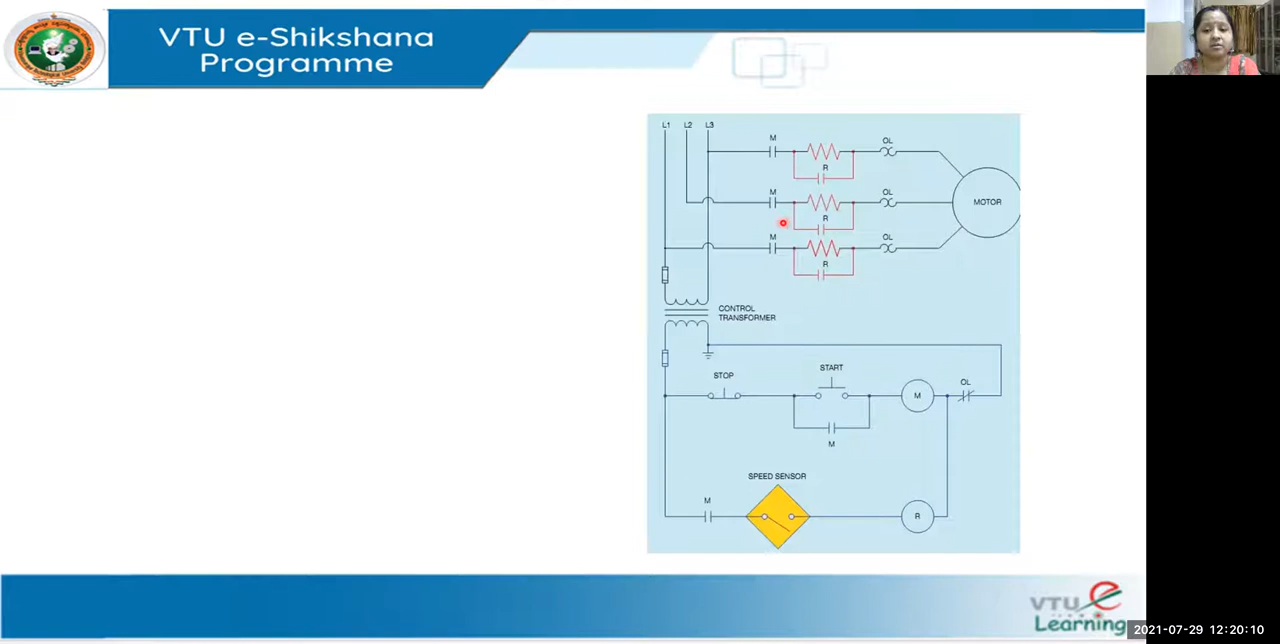 VTU e-Shikshana
Programme
L1 L2 L3
M
OL
R
M
OL
MOTOR
R
M
OL
R
CONTROL
TRANSFORMER
STOP
START
OL
M
M
SPEED SENSOR
M
R
VTU e
Learning
2021-07-29 12:20:10